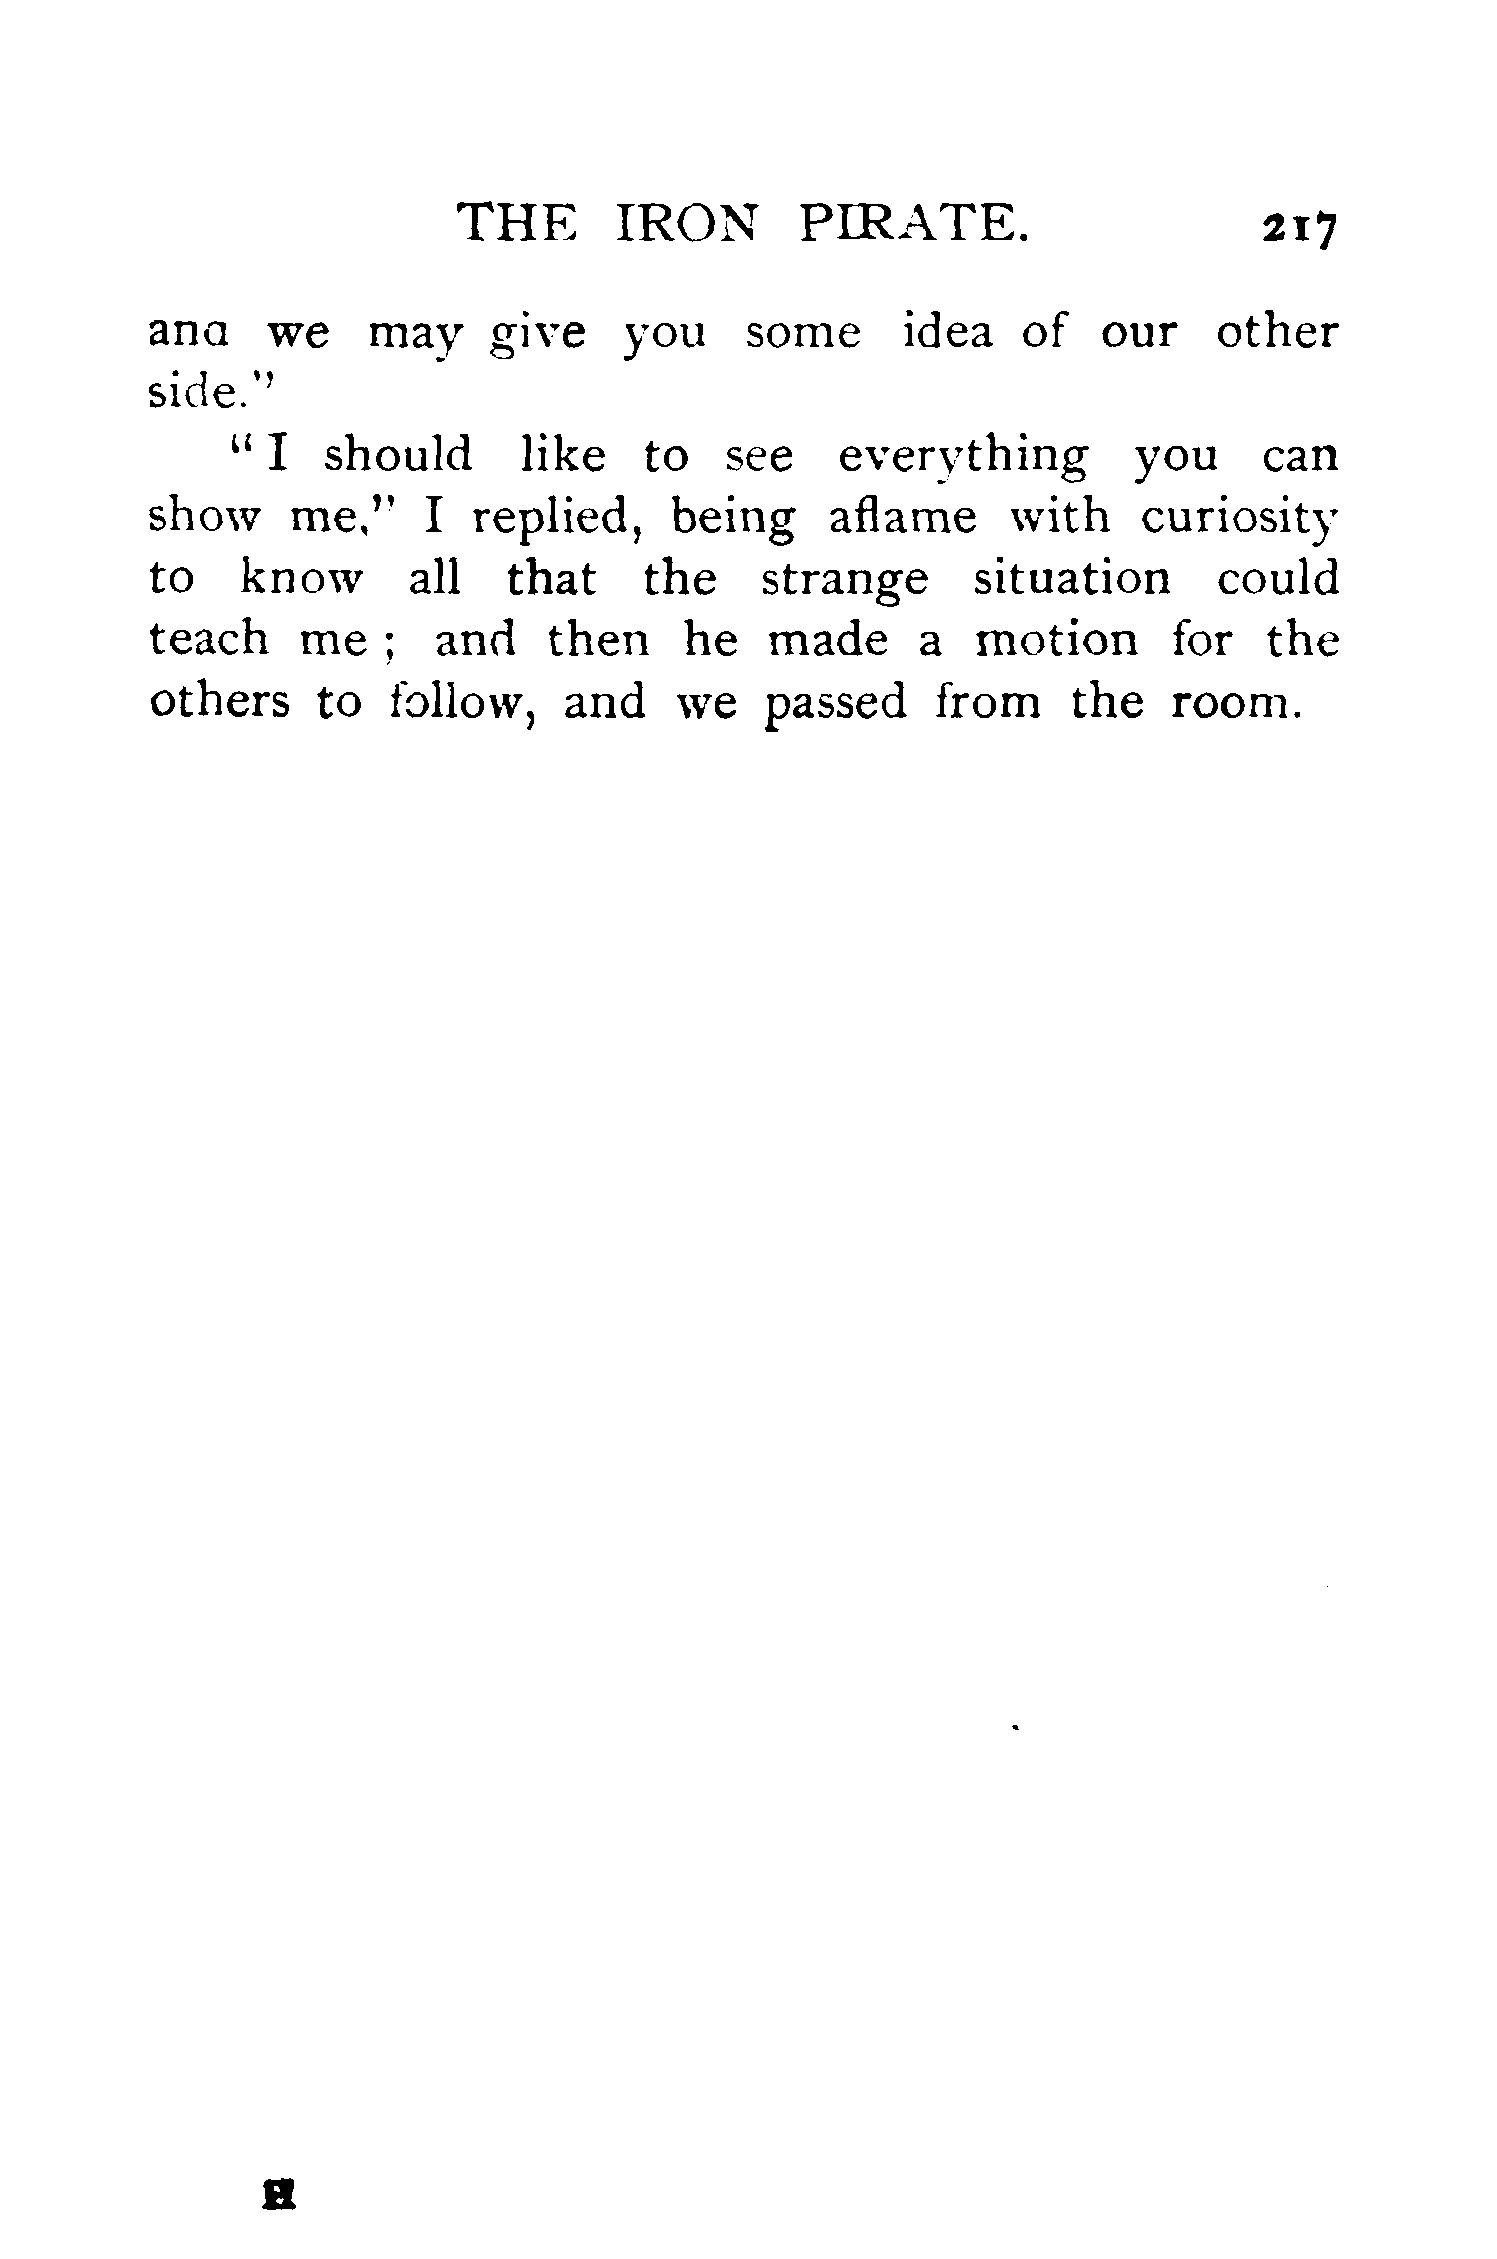 THE IRON PIRATE. 217
and we may give you some idea of our other
side."
"I should like to see everything you can
show me," I replied, being aflame with curiosity
to know all that the strange situation could
teach me ; and then he made a motion for the
others to follow, and we passed from the room.
H